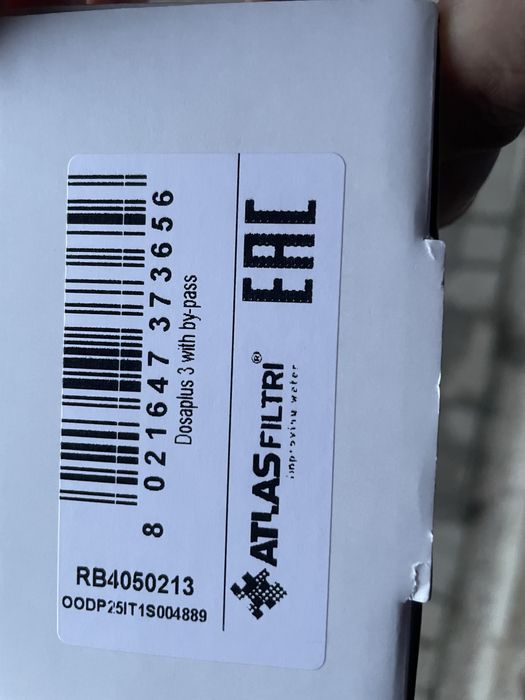 8 021647 373656
Dosaplus 3 with by-pass
RB4050213
OODP25IT1S004889
ATLAS FILTRI®
improving water
EAC